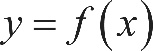 y = f(x)